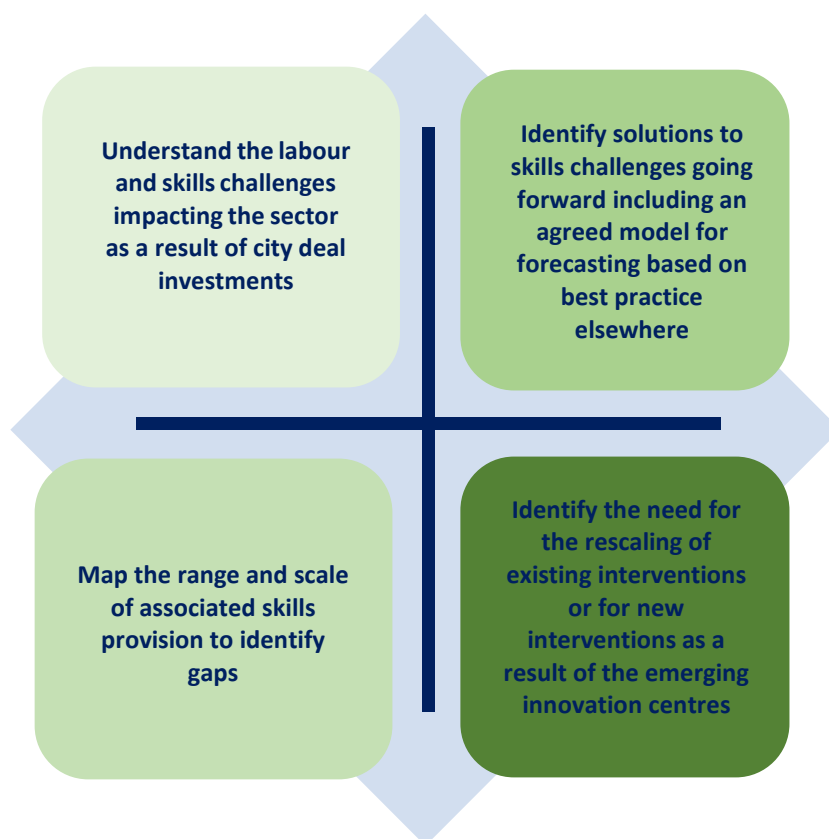 Understand the labour
and skills challenges
impacting the sector
as a result of city deal
investments
Identify solutions to
skills challenges going
forward including an
agreed model for
forecasting based on
best practice
elsewhere
Map the range and scale
of associated skills
provision to identify
gaps
Identify the need for
the rescaling of
existing interventions
or for new
interventions as a
result of the emerging
innovation centres